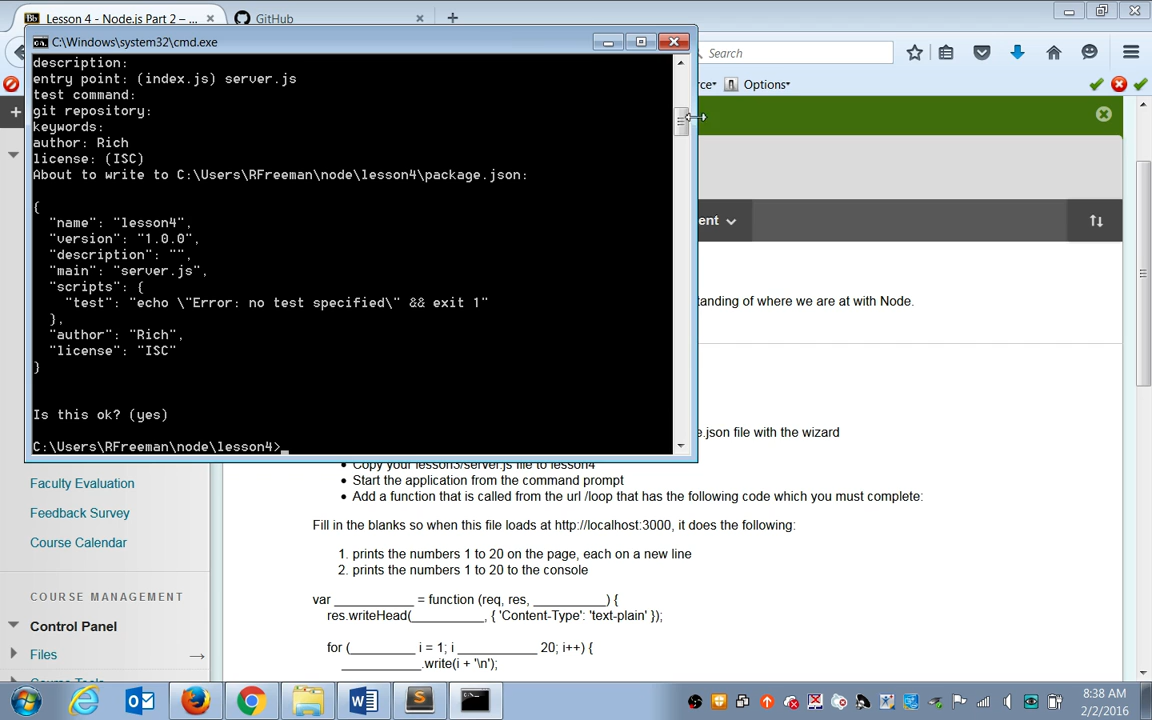 Lesson 4 - Node.js Part 2 – ...
GitHub
C:\Windows\system32\cmd.exe
description:
entry point: (index.js) server.js
test command:
git repository:
keywords:
author: Rich
license: (ISC)
About to write to C:\Users\RFreeman\node\lesson4\package.json:
{
"name": "lesson4",
"version": "1.0.0",
"description": "",
"main": "server.js",
"scripts": {
"test": "echo \"Error: no test specified\" && exit 1"
},
"author": "Rich",
"license": "ISC"
}
Is this ok? (yes)
C:\Users\RFreeman\node\lesson4>
Search
Options
standing of where we are at with Node.
.json file with the wizard
Copy your lesson3/server.js file to lesson4
Start the application from the command prompt
Add a function that is called from the url /loop that has the following code which you must complete:
Fill in the blanks so when this file loads at http://localhost:3000, it does the following:
1. prints the numbers 1 to 20 on the page, each on a new line
2. prints the numbers 1 to 20 to the console
var __________ = function (req, res, _________) {
res.writeHead(_________, { 'Content-Type': 'text-plain' });
for (________ i = 1; i __________ 20; i++) {
__________.write(i + '\n');
Faculty Evaluation
Feedback Survey
Course Calendar
COURSE MANAGEMENT
Control Panel
Files
8:38 AM
2/2/2016